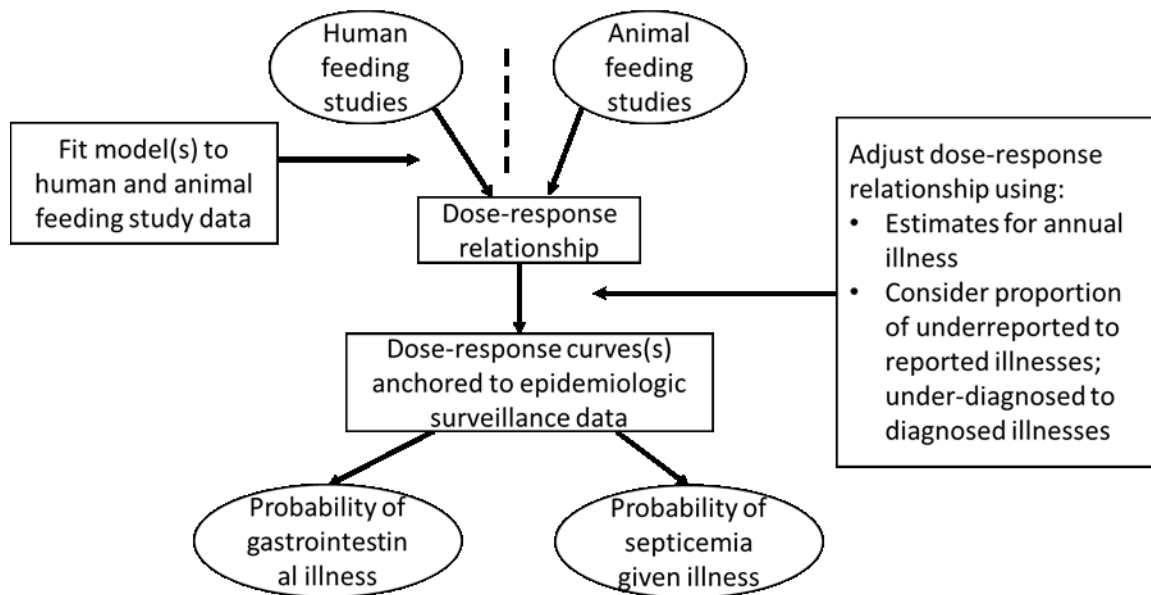 Human
feeding
studies
Animal
feeding
studies
Fit model(s) to
human and animal
feeding study data
Dose-response
relationship
Adjust dose-response
relationship using:
• Estimates for annual
illness
• Consider proportion
of underreported to
reported illnesses;
under-diagnosed to
diagnosed illnesses
Dose-response curves(s)
anchored to epidemiologic
surveillance data
Probability of
gastrointestin
al illness
Probability of
septicemia
given illness